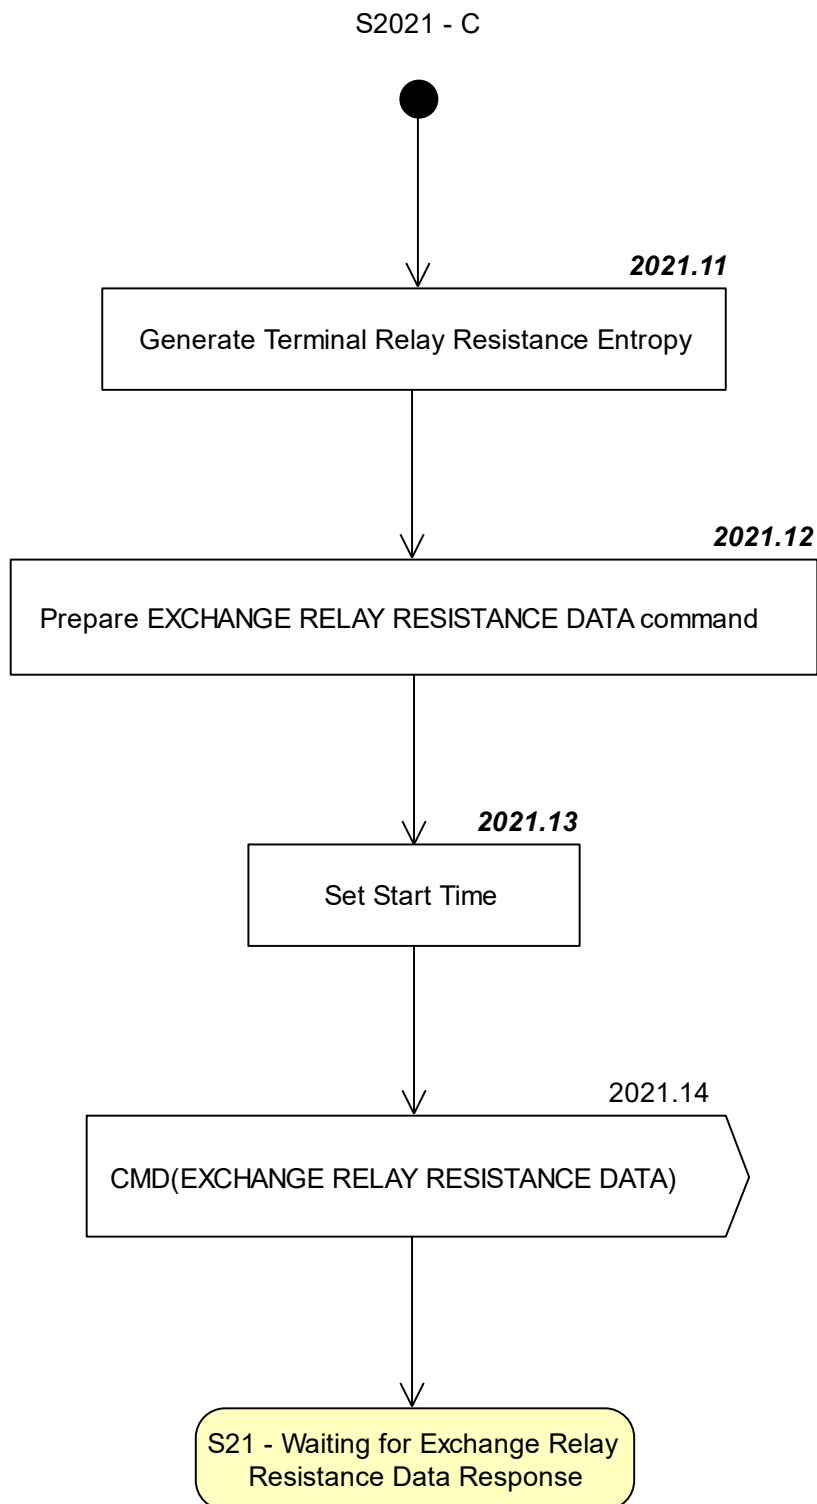 S2021 - C
2021.11
Generate Terminal Relay Resistance Entropy
2021.12
Prepare EXCHANGE RELAY RESISTANCE DATA command
2021.13
Set Start Time
2021.14
CMD(EXCHANGE RELAY RESISTANCE DATA)
S21 - Waiting for Exchange Relay
Resistance Data Response